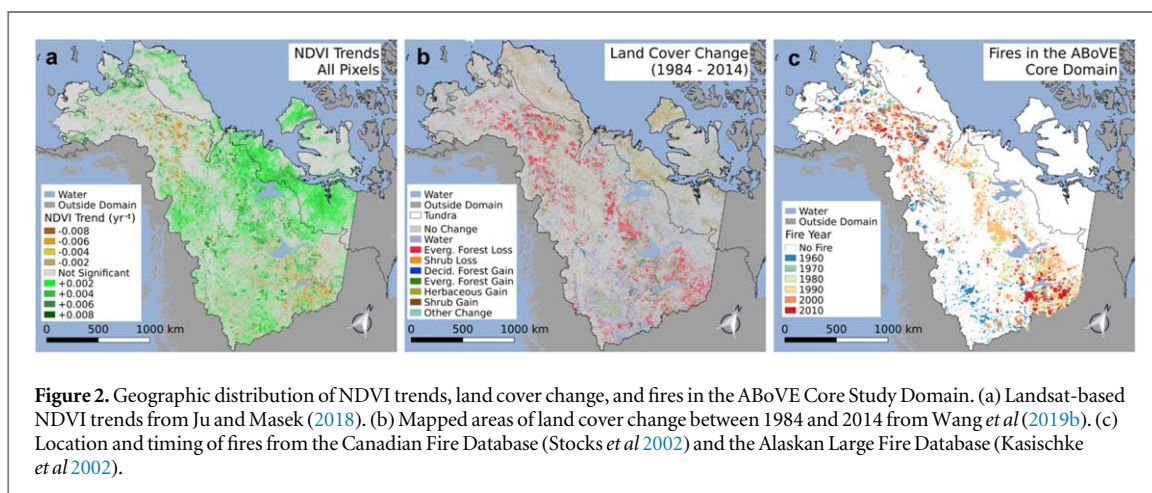 a
NDVI Trends
All Pixels
Water
Outside Domain
NDVI Trend (yr⁻¹)
-0.008
-0.006
-0.004
-0.002
Not Significant
+0.002
+0.004
+0.006
+0.008
0 500 1000 km
N
b
Land Cover Change
(1984 - 2014)
Water
Outside Domain
Tundra
No Change
Water
Everg. Forest Loss
Shrub Loss
Decid. Forest Gain
Everg. Forest Gain
Herbaceous Gain
Shrub Gain
Other Change
0 500 1000 km
N
c
Fires in the ABoVE
Core Domain
Water
Outside Domain
Fire Year
No Fire
1960
1970
1980
1990
2000
2010
0 500 1000 km
N
Figure 2. Geographic distribution of NDVI trends, land cover change, and fires in the ABoVE Core Study Domain. (a) Landsat-based
NDVI trends from Ju and Masek (2018). (b) Mapped areas of land cover change between 1984 and 2014 from Wang et al (2019b). (c)
Location and timing of fires from the Canadian Fire Database (Stocks et al 2002) and the Alaskan Large Fire Database (Kasischke
et al 2002).